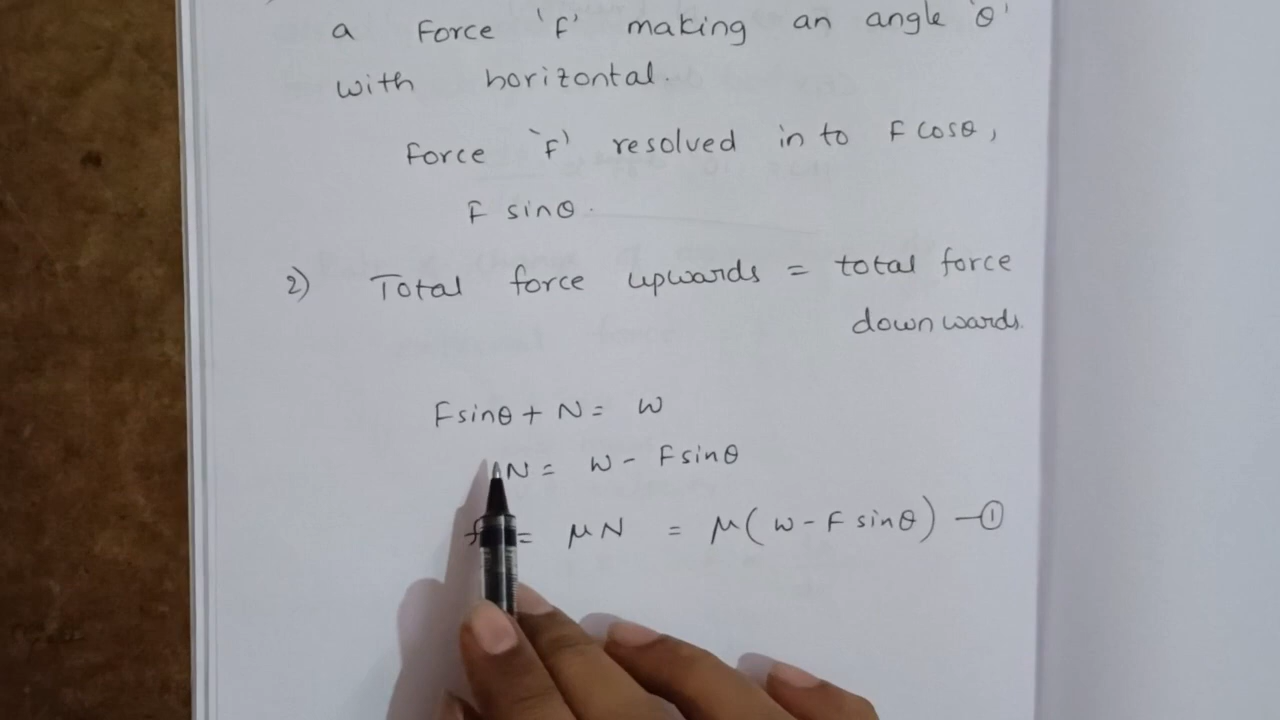 a Force 'F' making an angle 'θ'
with horizontal.
Force 'F' resolved in to F cosθ,
F sinθ.
2) Total force upwards = total force
downwards.
F sinθ + N = W
N = W - F sinθ
= μN = μ(W - F sinθ) —①